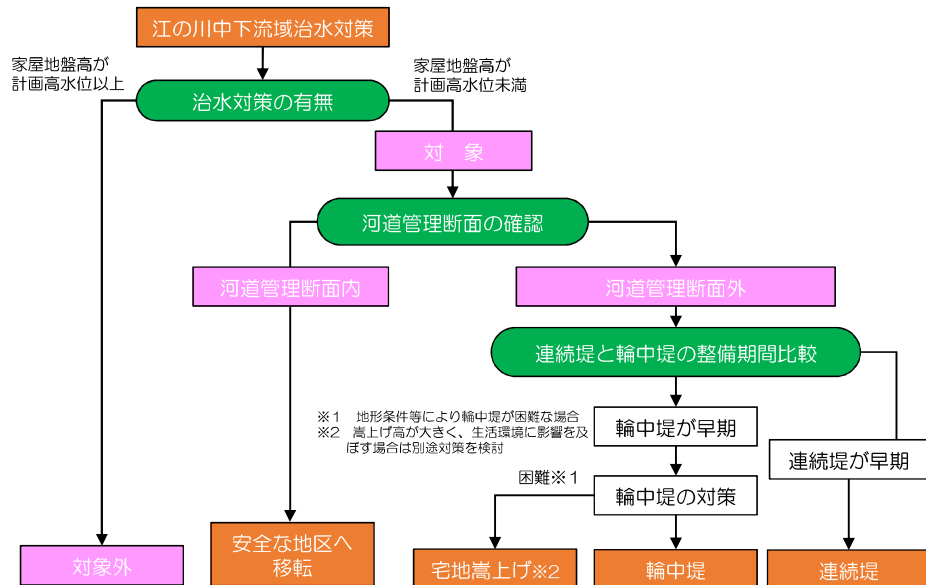 江の川中下流域治水対策
家屋地盤高が
計画高水位以上
家屋地盤高が
計画高水位未満
治水対策の有無
対　象
河道管理断面の確認
河道管理断面内
河道管理断面外
連続堤と輪中堤の整備期間比較
※１　地形条件等により輪中堤が困難な場合
※２　嵩上げ高が大きく、生活環境に影響を及
ぼす場合は別途対策を検討
輪中堤が早期
連続堤が早期
困難※１
輪中堤の対策
対象外
安全な地区へ
移転
宅地嵩上げ※2
輪中堤
連続堤